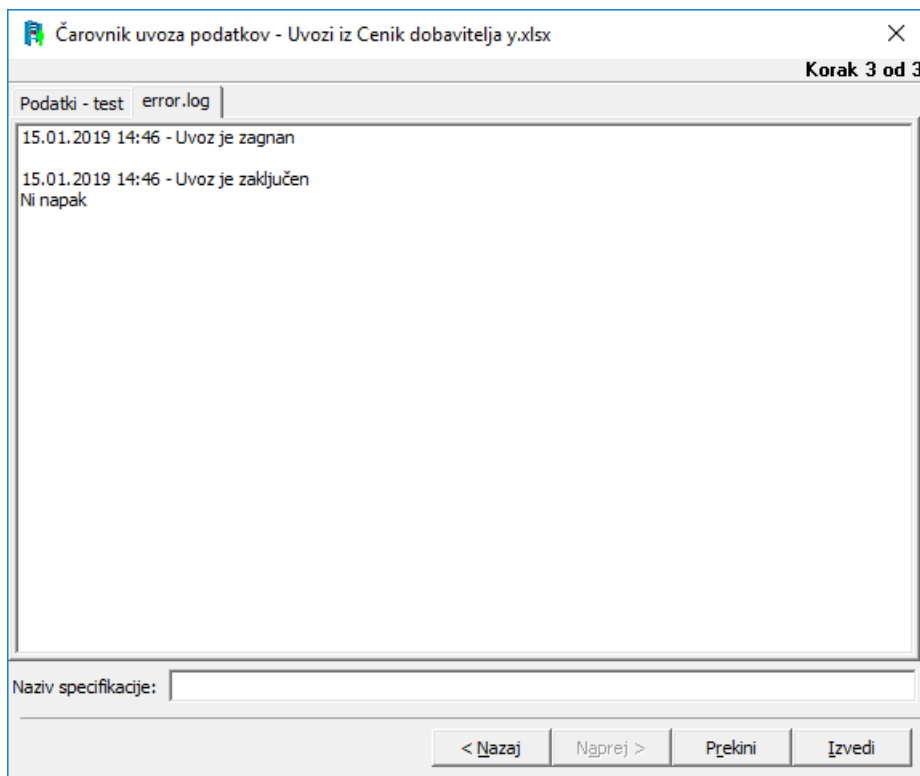 Čarovnik uvoza podatkov - Uvozi iz Cenik dobavitelja y.xlsx
Korak 3 od 3
Podatki - test error.log
15.01.2019 14:46 - Uvoz je zagnan
15.01.2019 14:46 - Uvoz je zaključen
Ni napak
Naziv specifikacije:
< Nazaj Naprej > Prekini Izvedi